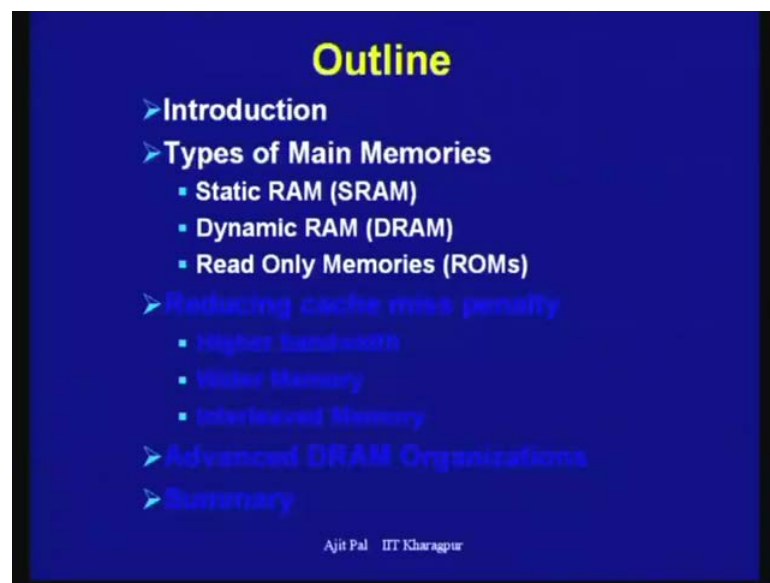 Outline
➤Introduction
➤Types of Main Memories
▪ Static RAM (SRAM)
▪ Dynamic RAM (DRAM)
▪ Read Only Memories (ROMs)
➤Reducing cache miss penalty
▪ Higher bandwidth
▪ Wider Memory
▪ Interleaved Memory
➤Advanced DRAM Organizations
➤Summary
Ajit Pal IIT Kharagpur